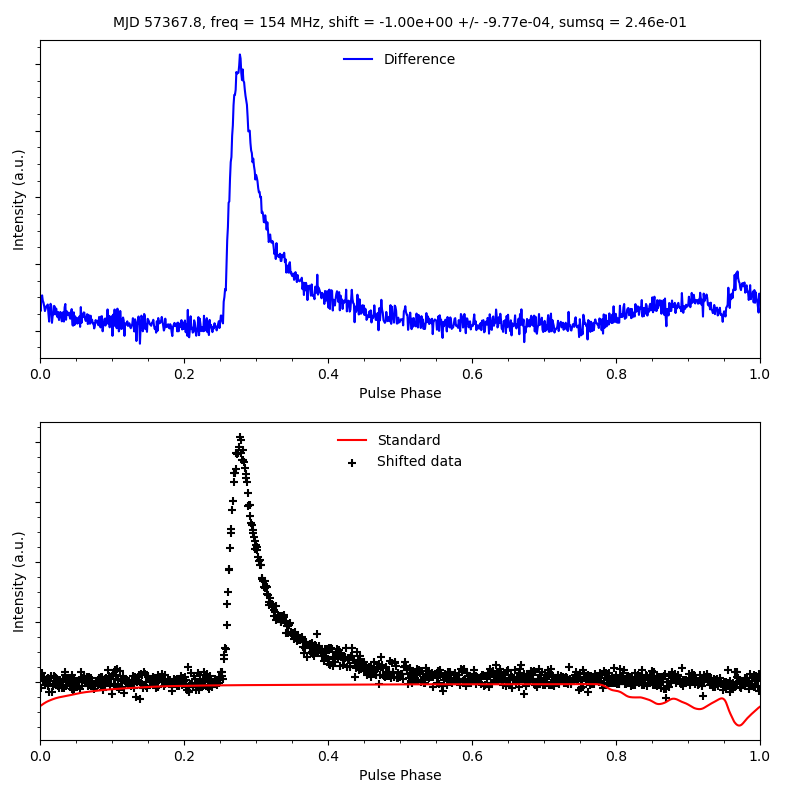 MJD 57367.8, freq = 154 MHz, shift = -1.00e+00 +/- -9.77e-04, sumsq = 2.46e-01
Difference
Intensity (a.u.)
0.0 0.2 0.4 0.6 0.8 1.0
Pulse Phase
Standard
Shifted data
Intensity (a.u.)
0.0 0.2 0.4 0.6 0.8 1.0
Pulse Phase